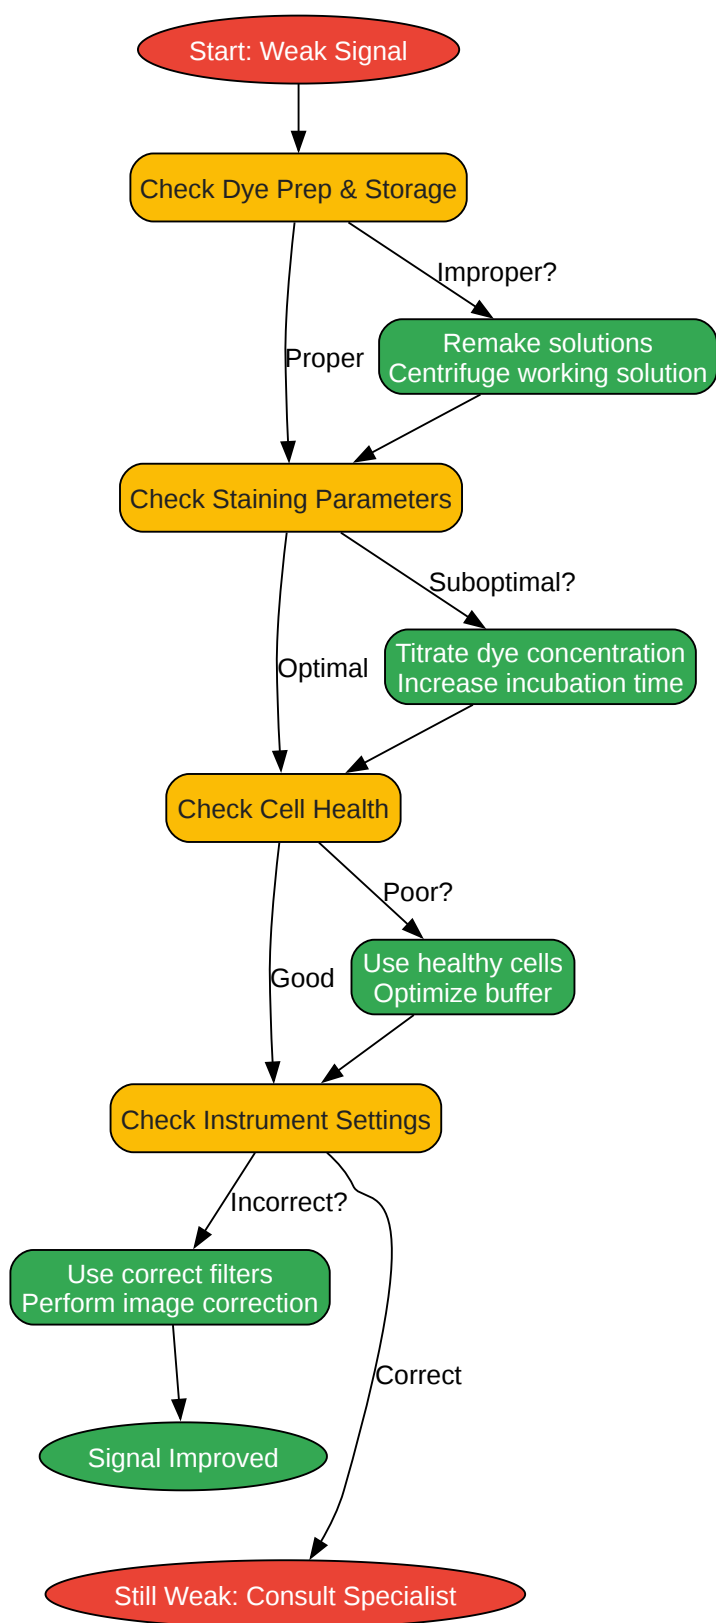 Start: Weak Signal
Check Dye Prep & Storage
Improper?
Remake solutions
Centrifuge working solution
Proper
Check Staining Parameters
Suboptimal?
Titrate dye concentration
Increase incubation time
Optimal
Check Cell Health
Poor?
Use healthy cells
Optimize buffer
Good
Check Instrument Settings
Incorrect?
Use correct filters
Perform image correction
Correct
Signal Improved
Still Weak: Consult Specialist